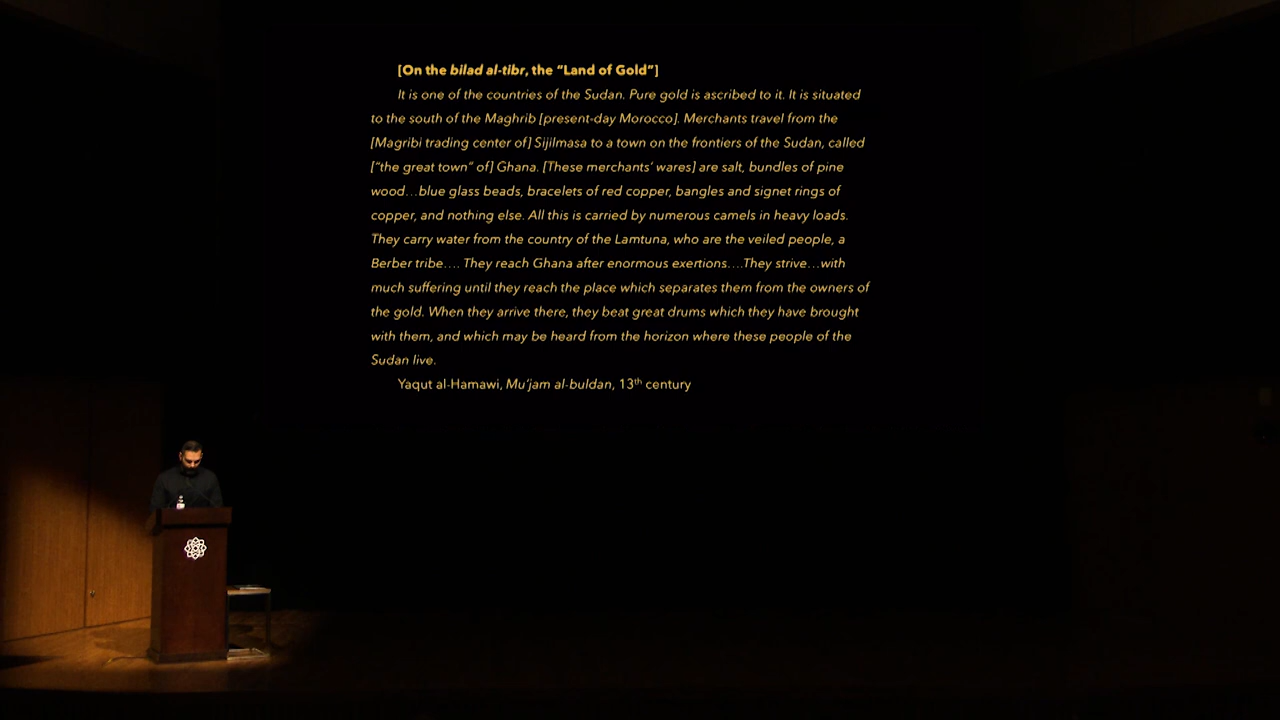 [On the bilad al-tibr, the “Land of Gold”]
It is one of the countries of the Sudan. Pure gold is ascribed to it. It is situated
to the south of the Maghrib [present-day Morocco]. Merchants travel from the
[Magribi trading center of] Sijilmasa to a town on the frontiers of the Sudan, called
[“the great town” of] Ghana. [These merchants’ wares] are salt, bundles of pine
wood…blue glass beads, bracelets of red copper, bangles and signet rings of
copper, and nothing else. All this is carried by numerous camels in heavy loads.
They carry water from the country of the Lamtuna, who are the veiled people, a
Berber tribe…. They reach Ghana after enormous exertions….They strive…with
much suffering until they reach the place which separates them from the owners of
the gold. When they arrive there, they beat great drums which they have brought
with them, and which may be heard from the horizon where these people of the
Sudan live.
Yaqut al-Hamawi, Mu’jam al-buldan, 13th century